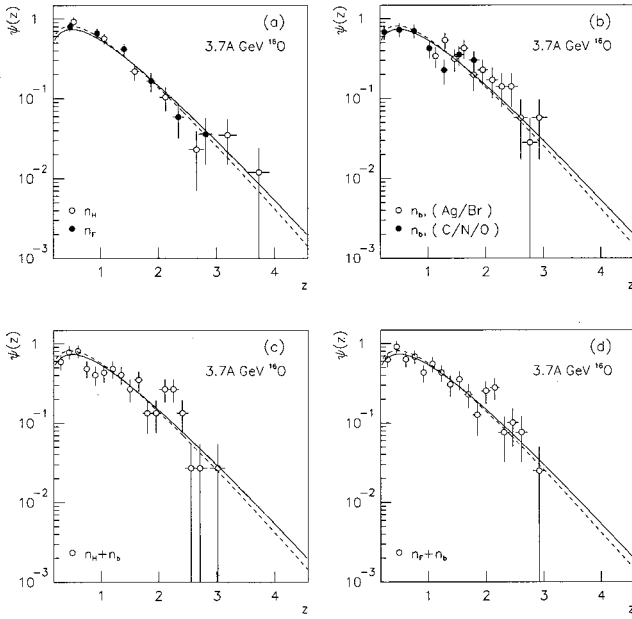 ψ(z)
(a)
3.7A GeV ¹⁶O
1
10⁻¹
10⁻²
10⁻³
○ n_H
● n_F
1 2 3 4
z
ψ(z)
(b)
3.7A GeV ¹⁶O
1
10⁻¹
10⁻²
10⁻³
○ n_b, (Ag/Br)
● n_b, (C/N/O)
1 2 3 4
z
ψ(z)
(c)
3.7A GeV ¹⁶O
1
10⁻¹
10⁻²
10⁻³
○ n_H+n_b
1 2 3 4
z
ψ(z)
(d)
3.7A GeV ¹⁶O
1
10⁻¹
10⁻²
10⁻³
○ n_F+n_b
1 2 3 4
z